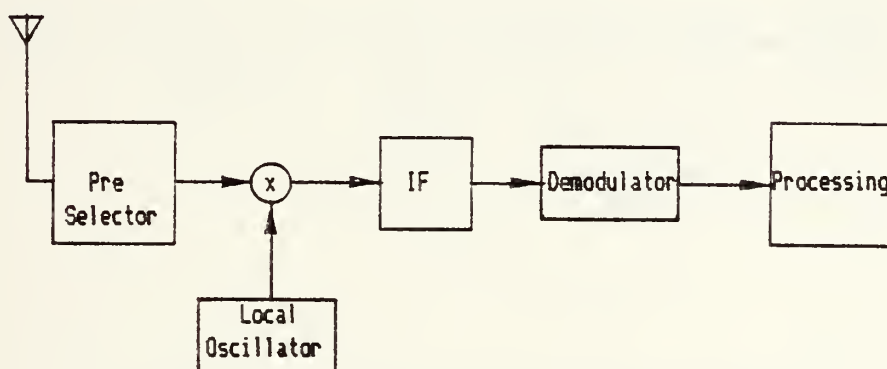 Pre
Selector
x
IF
Demodulator
Processing
Local
Oscillator